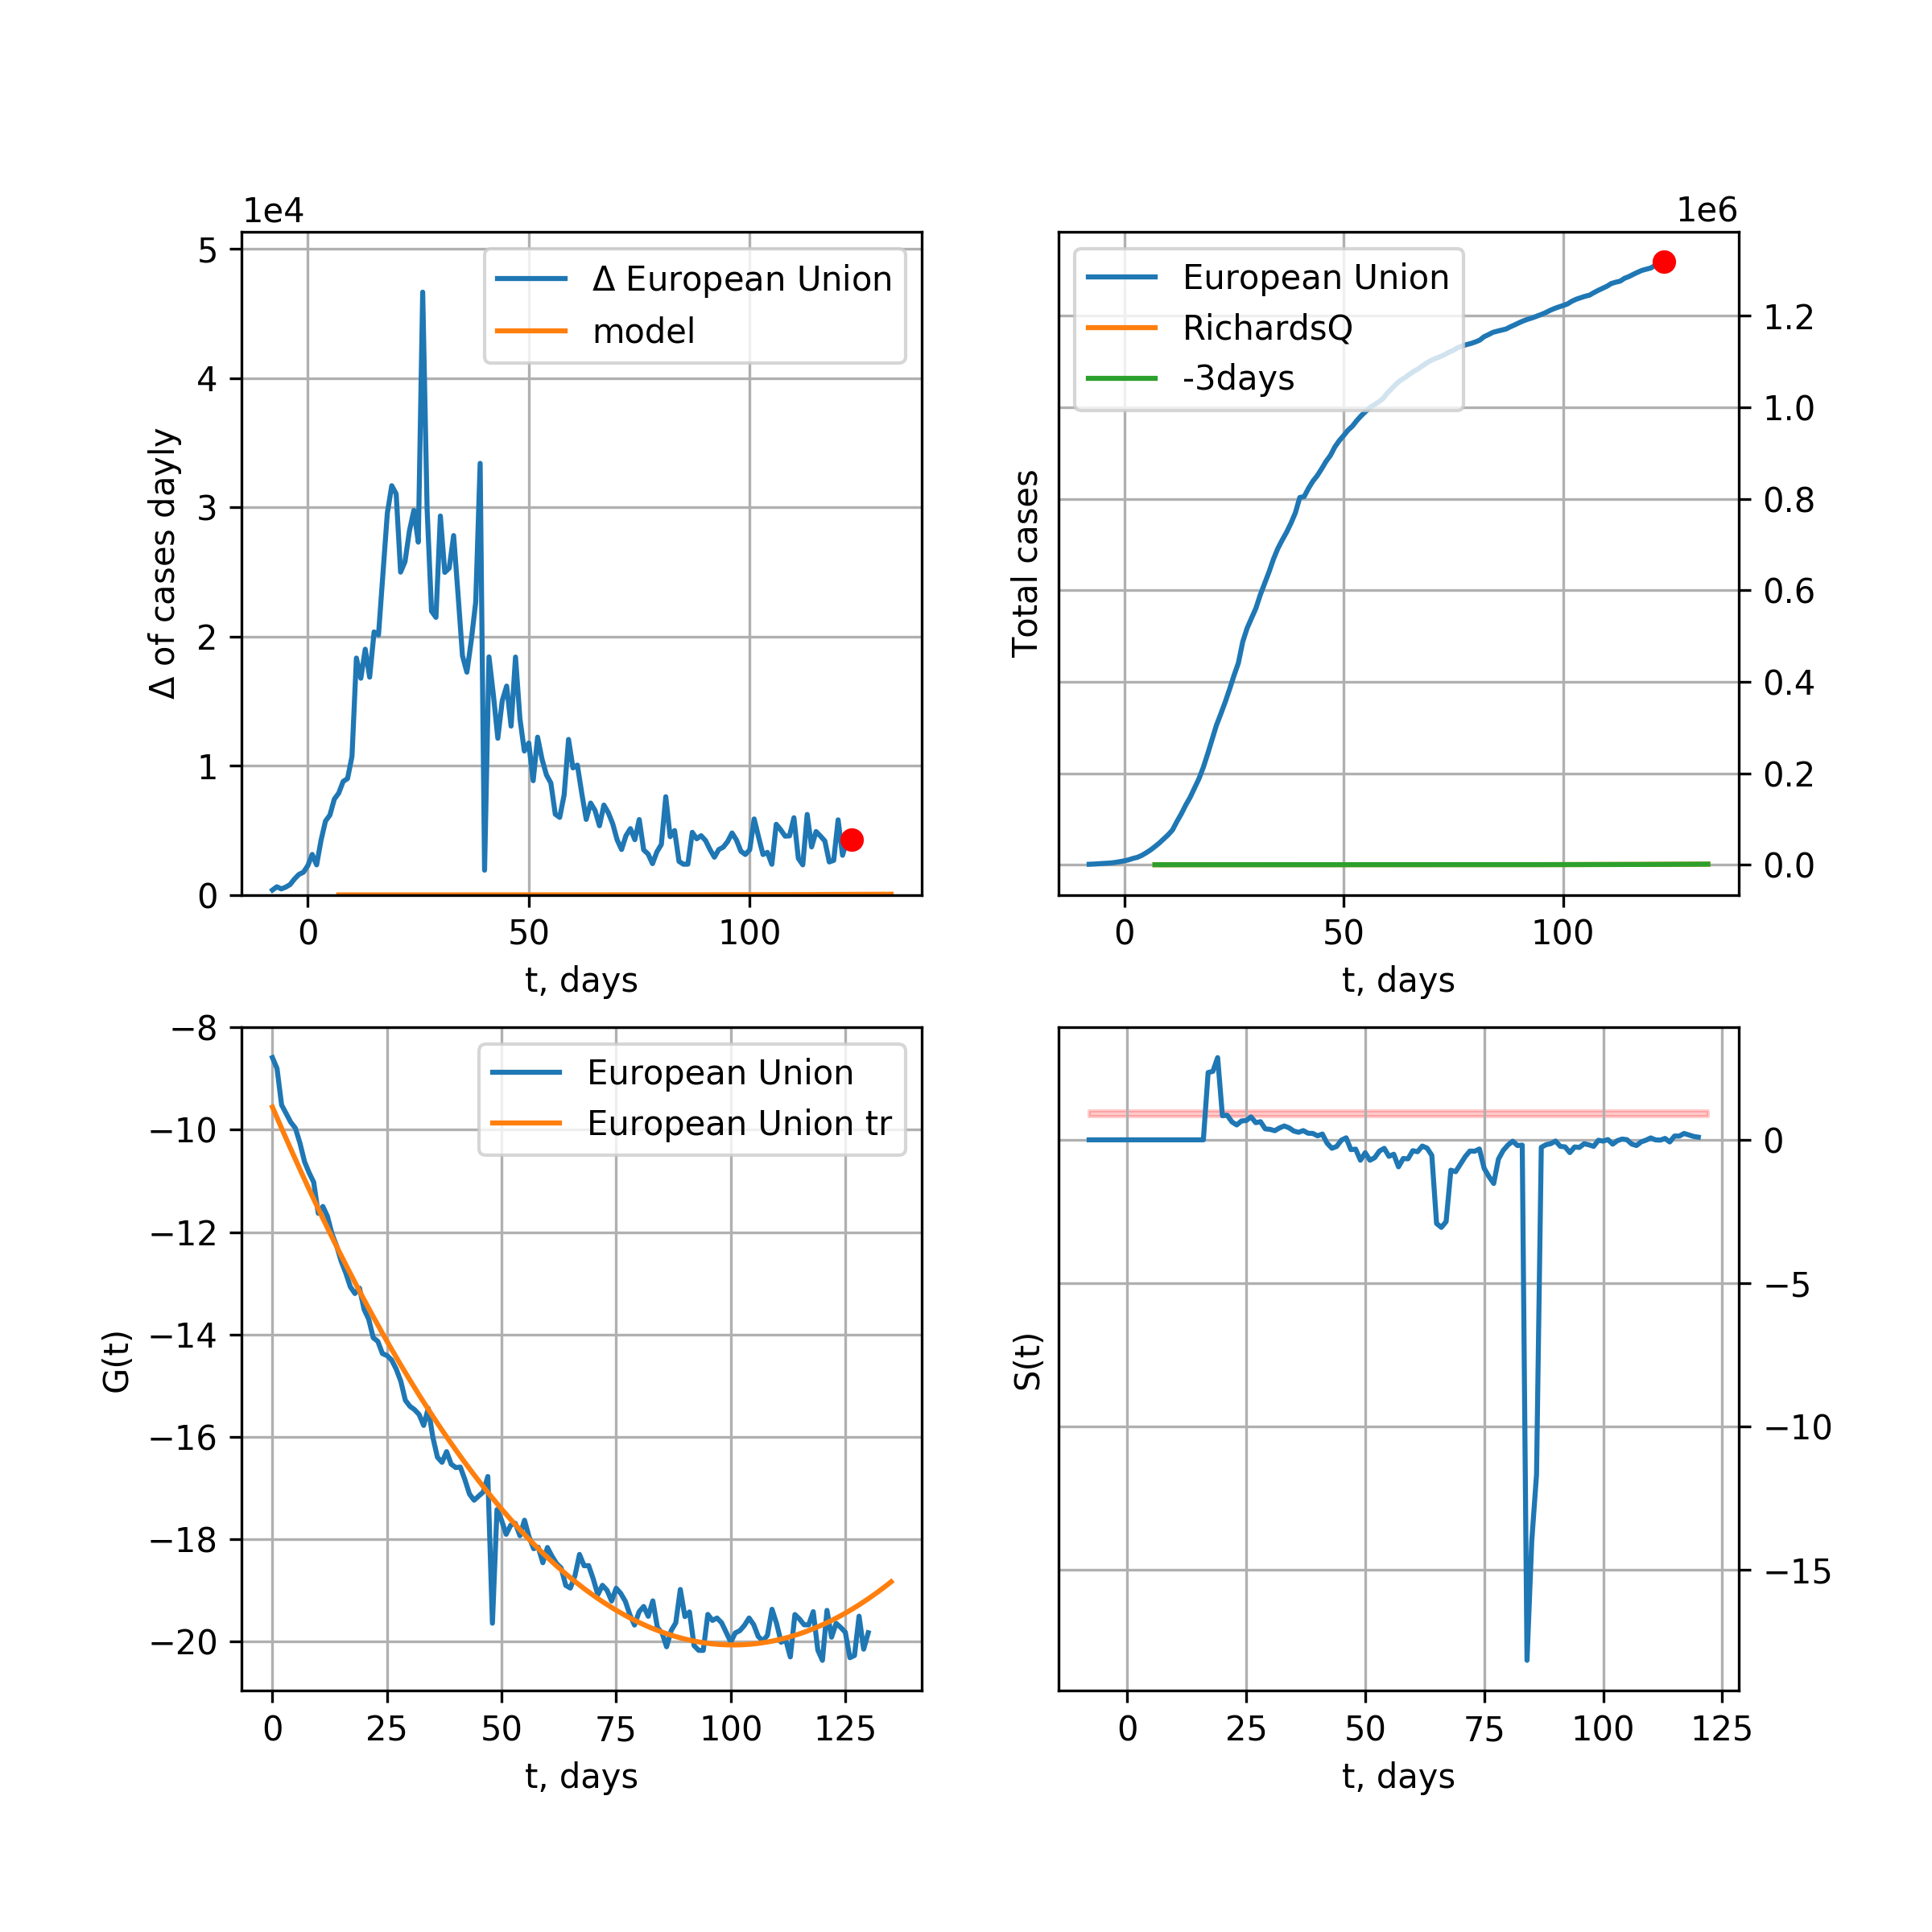 1e4
5
4
3
2
1
0
Δ of cases dayly
Δ European Union
model
0 50 100
t, days
1e6
European Union
RichardsQ
-3days
Total cases
1.2
1.0
0.8
0.6
0.4
0.2
0.0
0 50 100
t, days
−8
−10
−12
−14
−16
−18
−20
G(t)
European Union
European Union tr
0 25 50 75 100 125
t, days
S(t)
0
−5
−10
−15
0 25 50 75 100 125
t, days